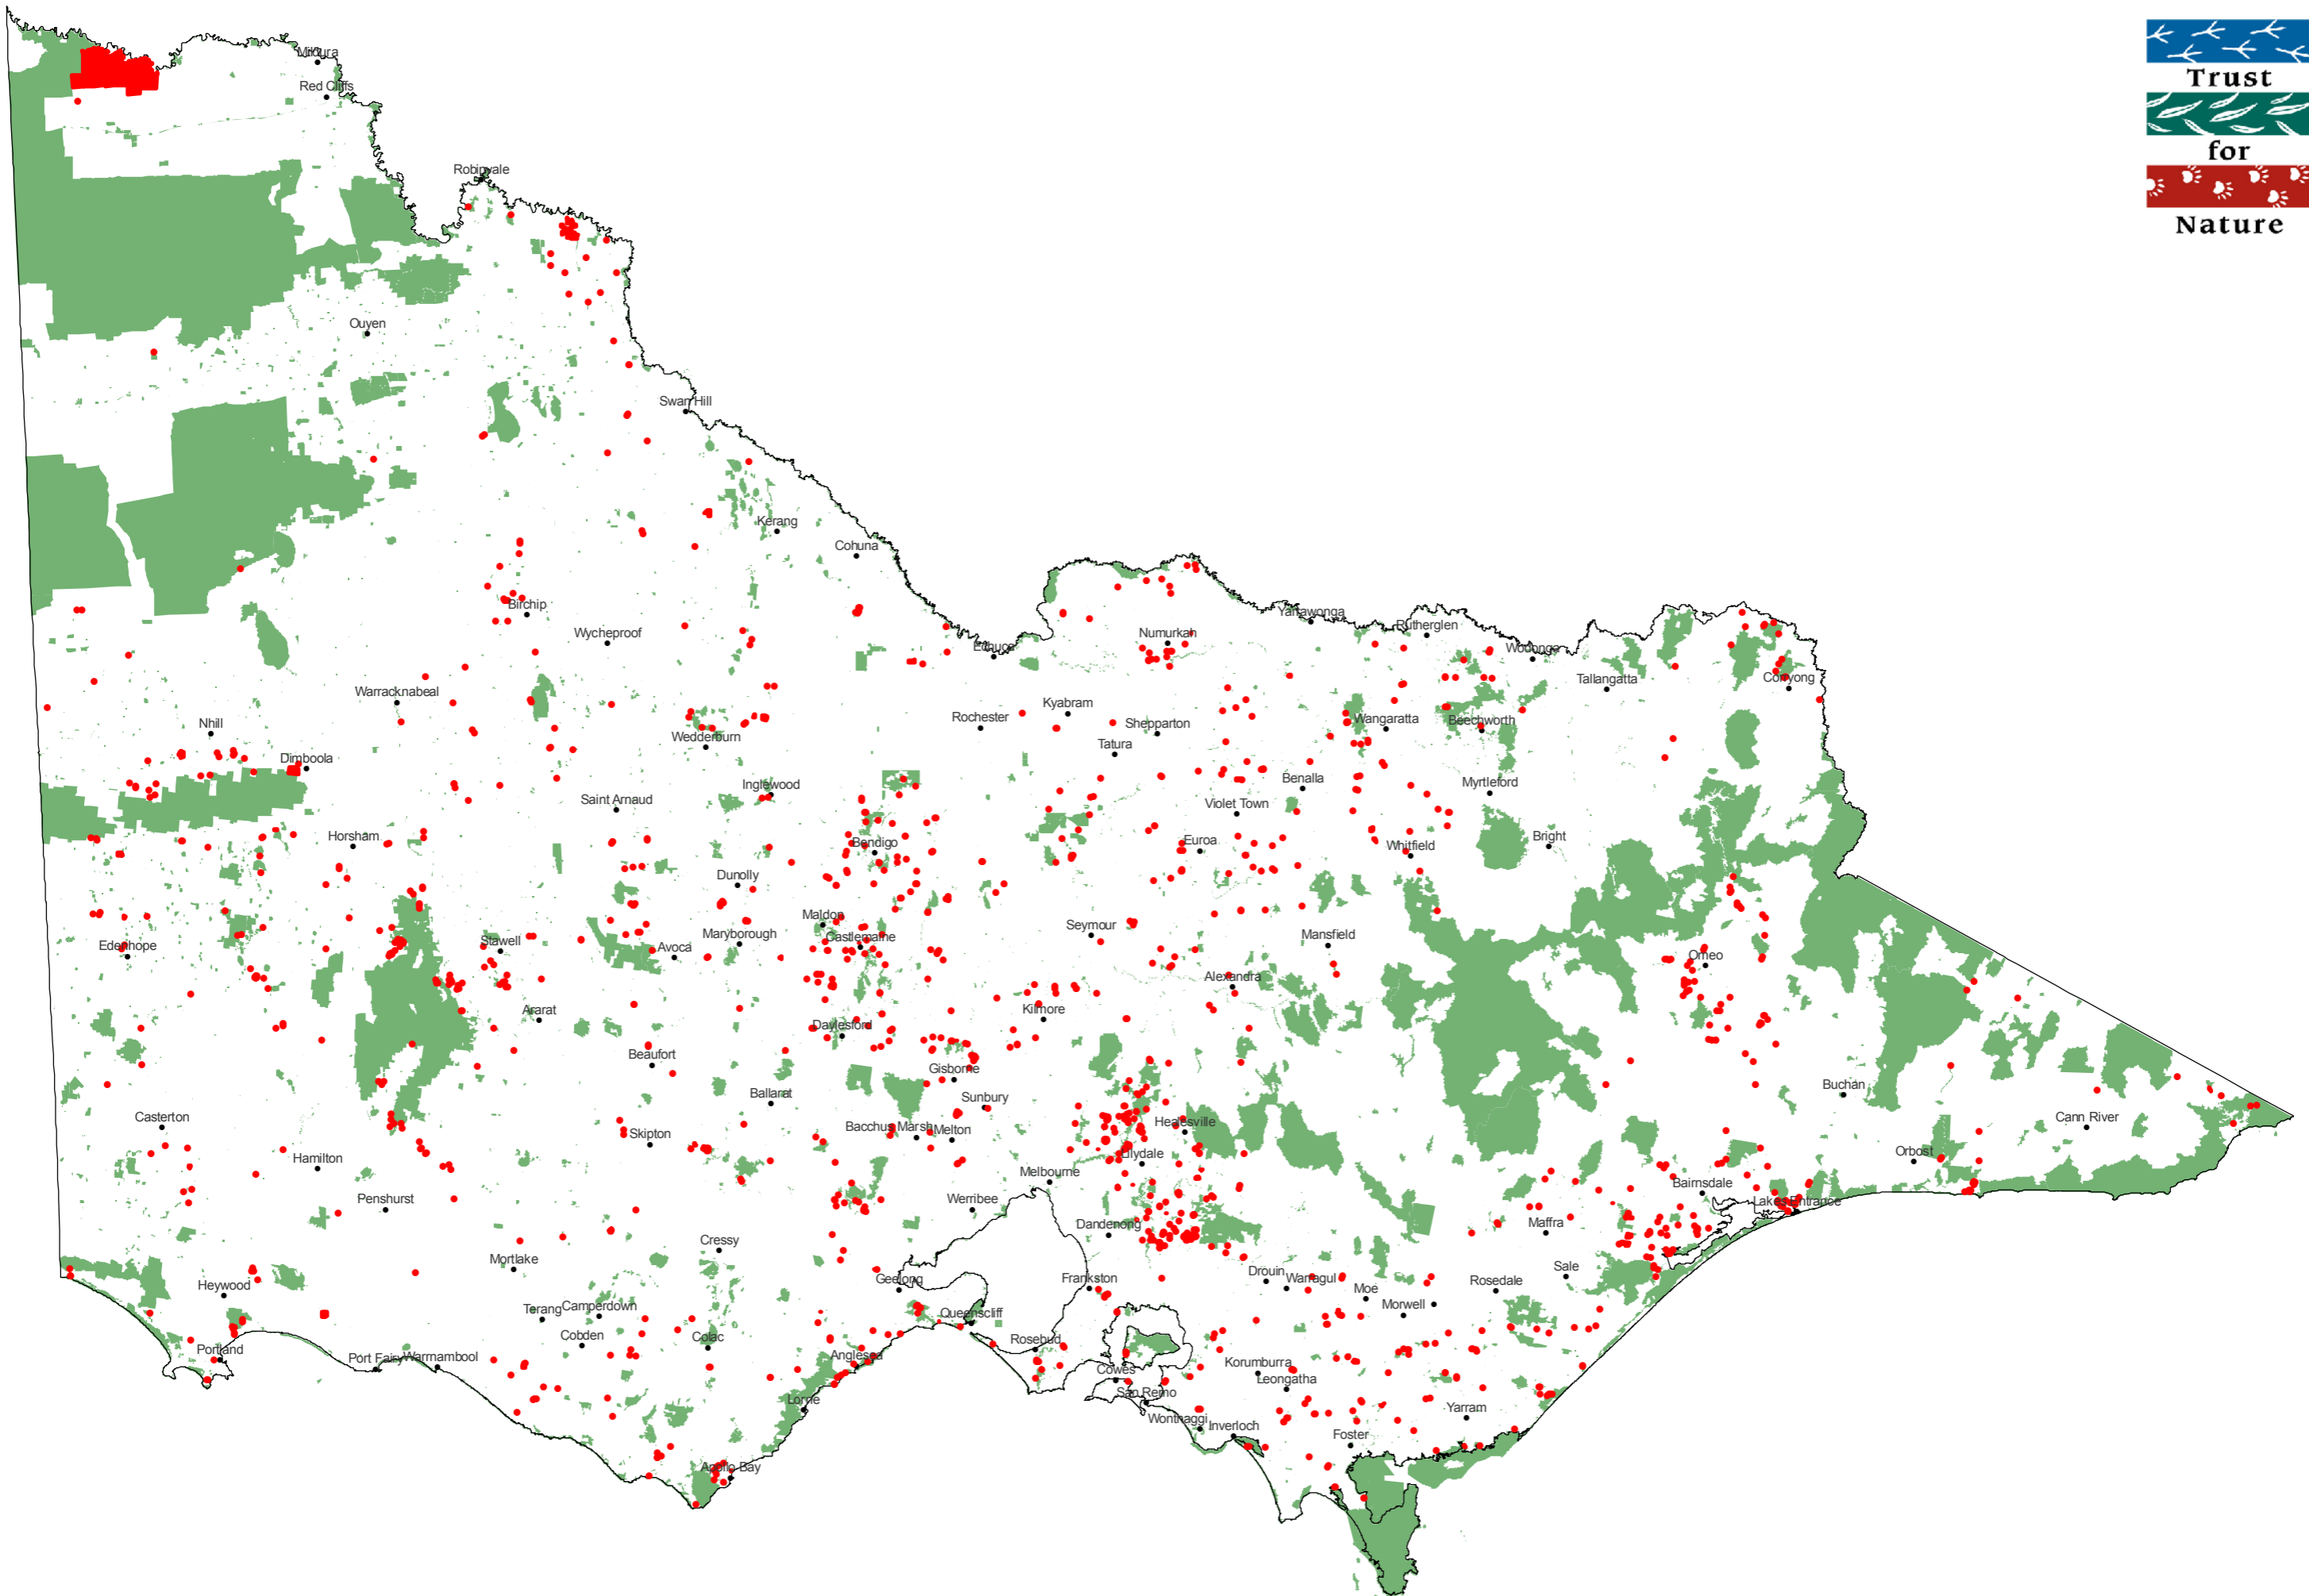 Trust
for
Nature
Mildura
Red Cliffs
Robinvale
Ouyen
Swan Hill
Kerang
Cohuna
Birchip
Wycheproof
Echuca
Numurkah
Yarrawonga
Rutherglen
Wodonga
Tallangatta
Corryong
Warracknabeal
Nhill
Dimboola
Wedderburn
Rochester
Kyabram
Shepparton
Tatura
Wangaratta
Beechworth
Inglewood
Saint Arnaud
Benalla
Violet Town
Myrtleford
Horsham
Bendigo
Euroa
Whitfield
Bright
Dunolly
Maldon
Maryborough
Castlemaine
Stawell
Avoca
Edenhope
Seymour
Mansfield
Omeo
Alexandra
Ararat
Kilmore
Daylesford
Beaufort
Gisborne
Ballarat
Sunbury
Buchan
Casterton
Skipton
Bacchus Marsh
Melton
Healesville
Cann River
Hamilton
Lilydale
Orbost
Melbourne
Penshurst
Werribee
Bairnsdale
Lakes Entrance
Dandenong
Maffra
Cressy
Mortlake
Heywood
Geelong
Frankston
Drouin
Warragul
Moe
Morwell
Rosedale
Sale
Terang
Camperdown
Cobden
Colac
Queenscliff
Rosebud
Portland
Port Fairy
Warrnambool
Anglesea
Cowes
Korumburra
Leongatha
San Remo
Lorne
Wonthaggi
Inverloch
Yarram
Foster
Apollo Bay